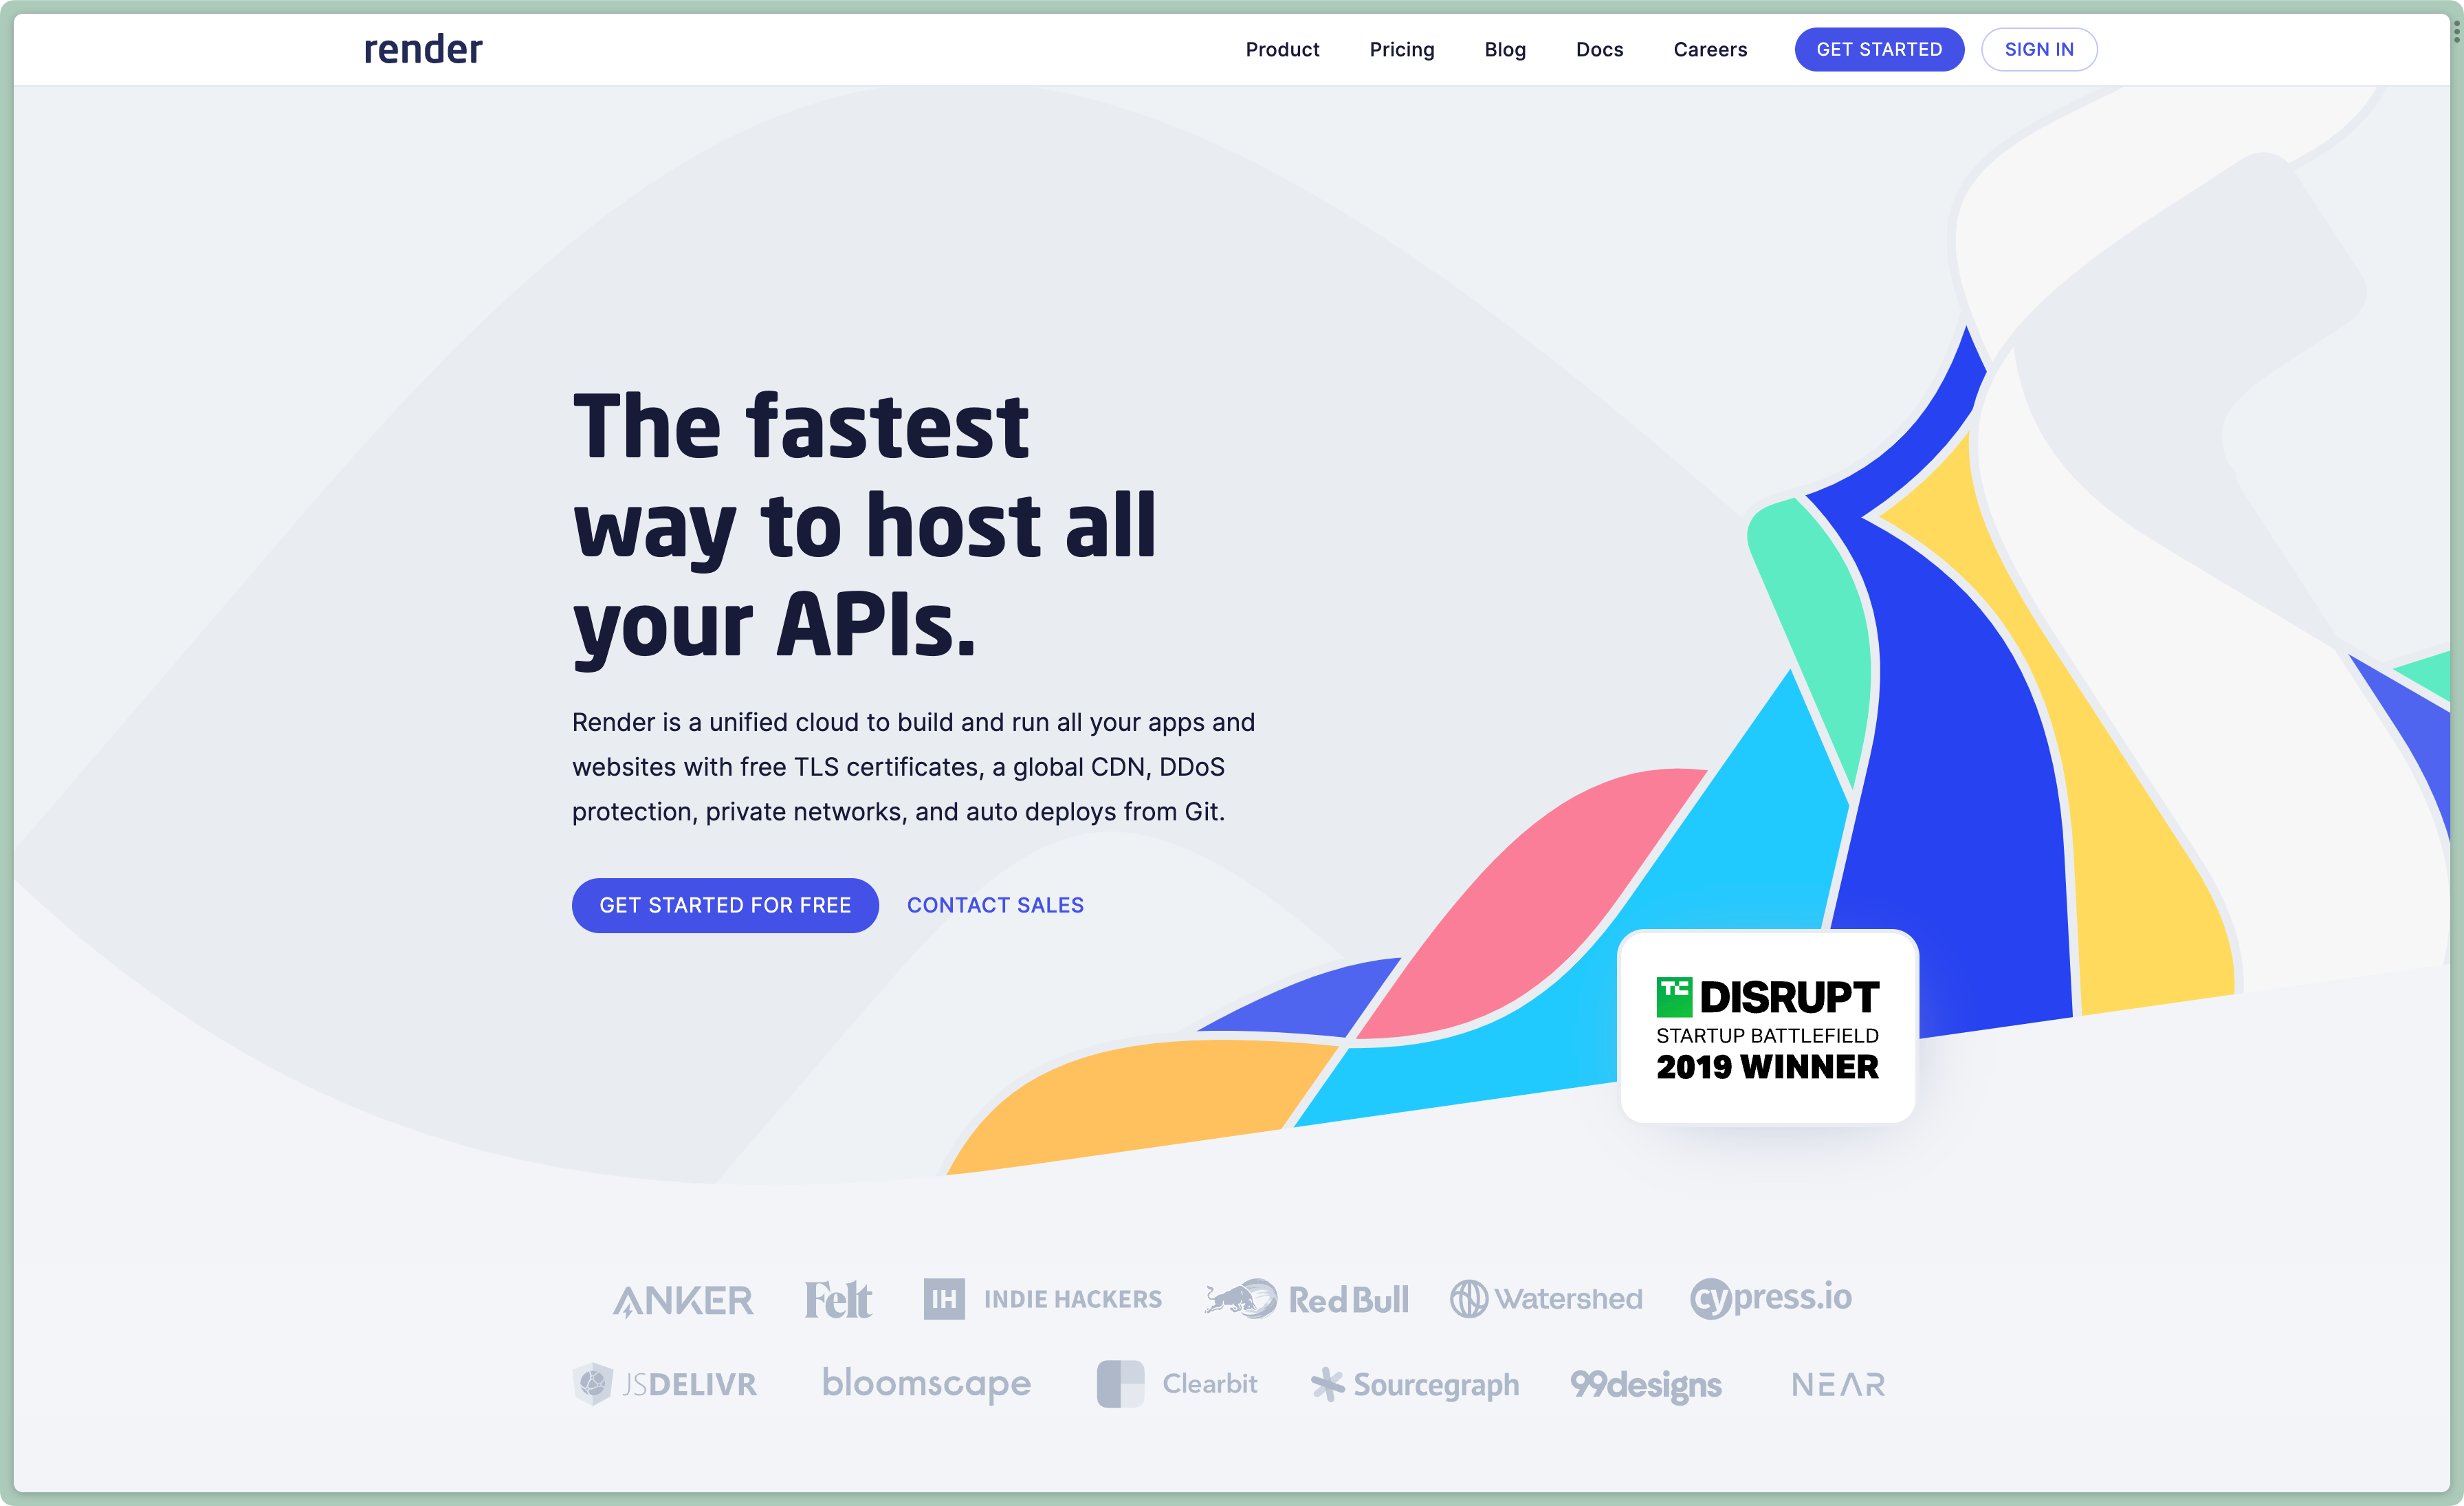 render
Product Pricing Blog Docs Careers GET STARTED SIGN IN
The fastest
way to host all
your APIs.
Render is a unified cloud to build and run all your apps and
websites with free TLS certificates, a global CDN, DDoS
protection, private networks, and auto deploys from Git.
GET STARTED FOR FREE CONTACT SALES
TC DISRUPT
STARTUP BATTLEFIELD
2019 WINNER
ANKER Felt IH INDIE HACKERS Red Bull Watershed cypress.io
JSDELIVR bloomscape Clearbit Sourcegraph 99designs NEAR